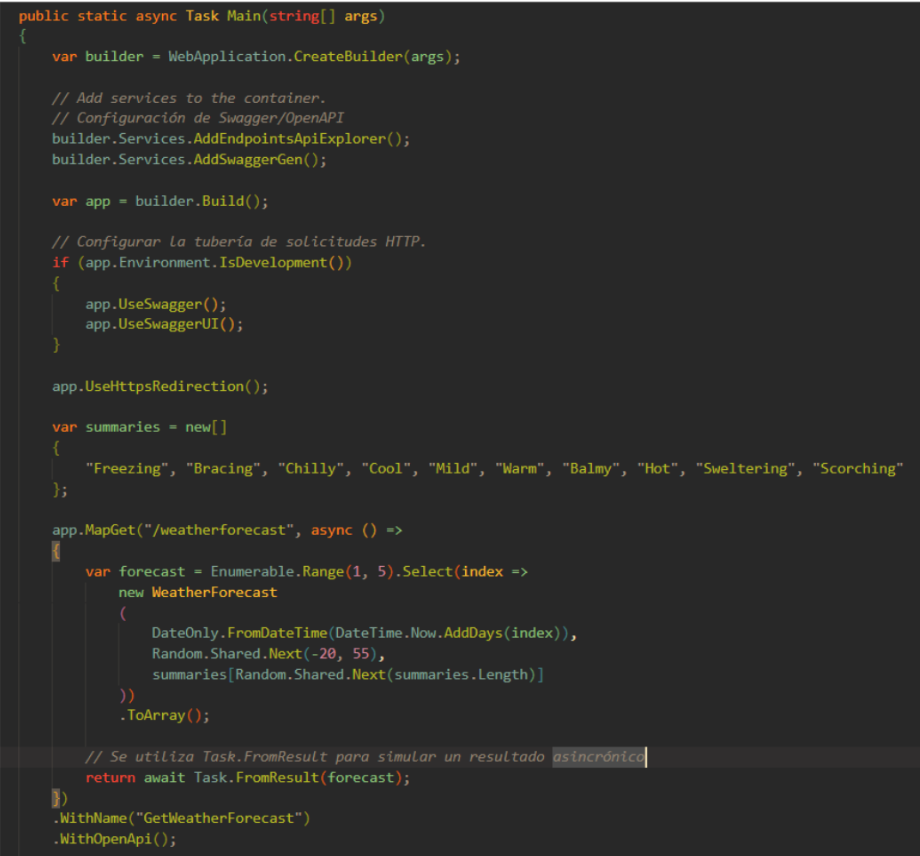 public static async Task Main(string[] args)
{
var builder = WebApplication.CreateBuilder(args);
// Add services to the container.
// Configuración de Swagger/OpenAPI
builder.Services.AddEndpointsApiExplorer();
builder.Services.AddSwaggerGen();
var app = builder.Build();
// Configurar la tubería de solicitudes HTTP.
if (app.Environment.IsDevelopment())
{
app.UseSwagger();
app.UseSwaggerUI();
}
app.UseHttpsRedirection();
var summaries = new[]
{
"Freezing", "Bracing", "Chilly", "Cool", "Mild", "Warm", "Balmy", "Hot", "Sweltering", "Scorching"
};
app.MapGet("/weatherforecast", async () =>
{
var forecast = Enumerable.Range(1, 5).Select(index =>
new WeatherForecast
(
DateOnly.FromDateTime(DateTime.Now.AddDays(index)),
Random.Shared.Next(-20, 55),
summaries[Random.Shared.Next(summaries.Length)]
))
.ToArray();
// Se utiliza Task.FromResult para simular un resultado asincrónico
return await Task.FromResult(forecast);
})
.WithName("GetWeatherForecast")
.WithOpenApi();